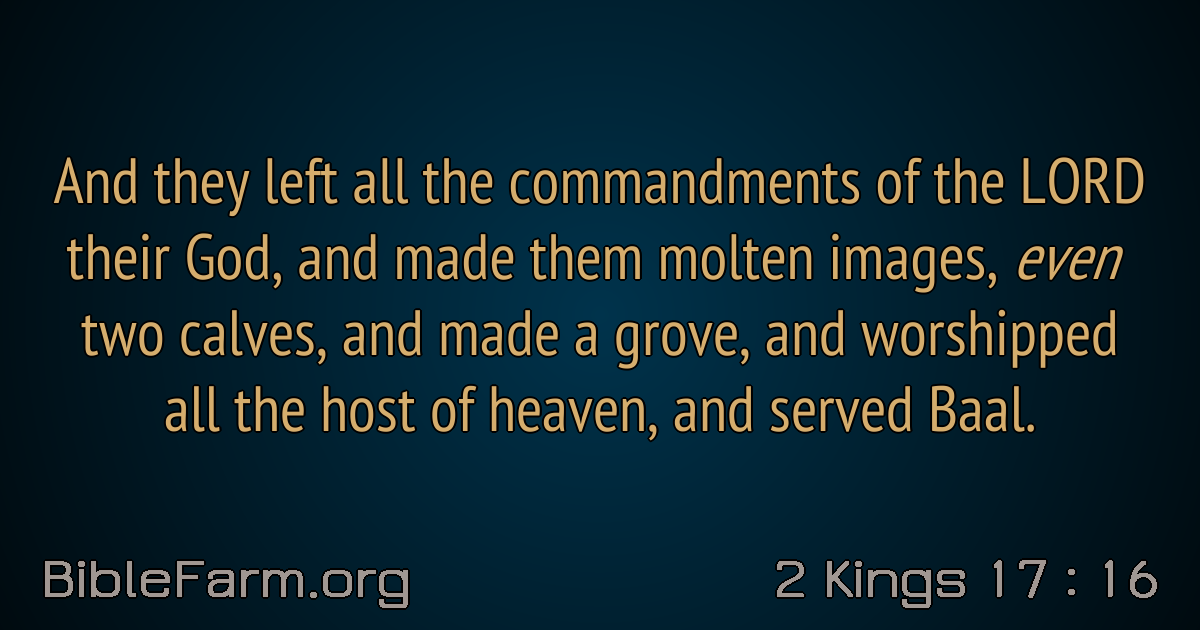 And they left all the commandments of the LORD
their God, and made them molten images, even
two calves, and made a grove, and worshipped
all the host of heaven, and served Baal.
BibleFarm.org
2 Kings 17 : 16